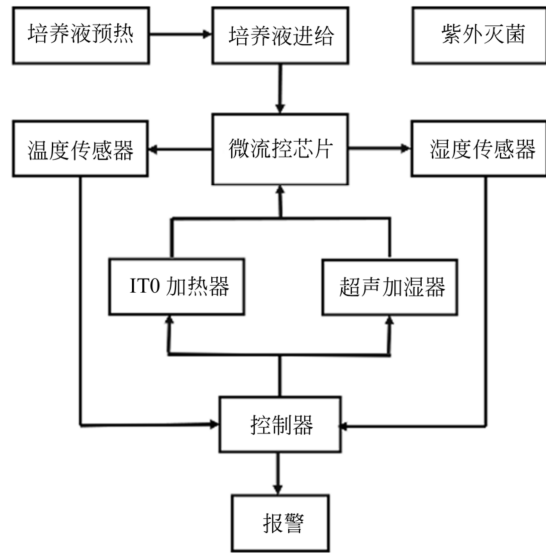 培养液预热
培养液进给
紫外灭菌
温度传感器
微流控芯片
湿度传感器
IT0 加热器
超声加湿器
控制器
报警